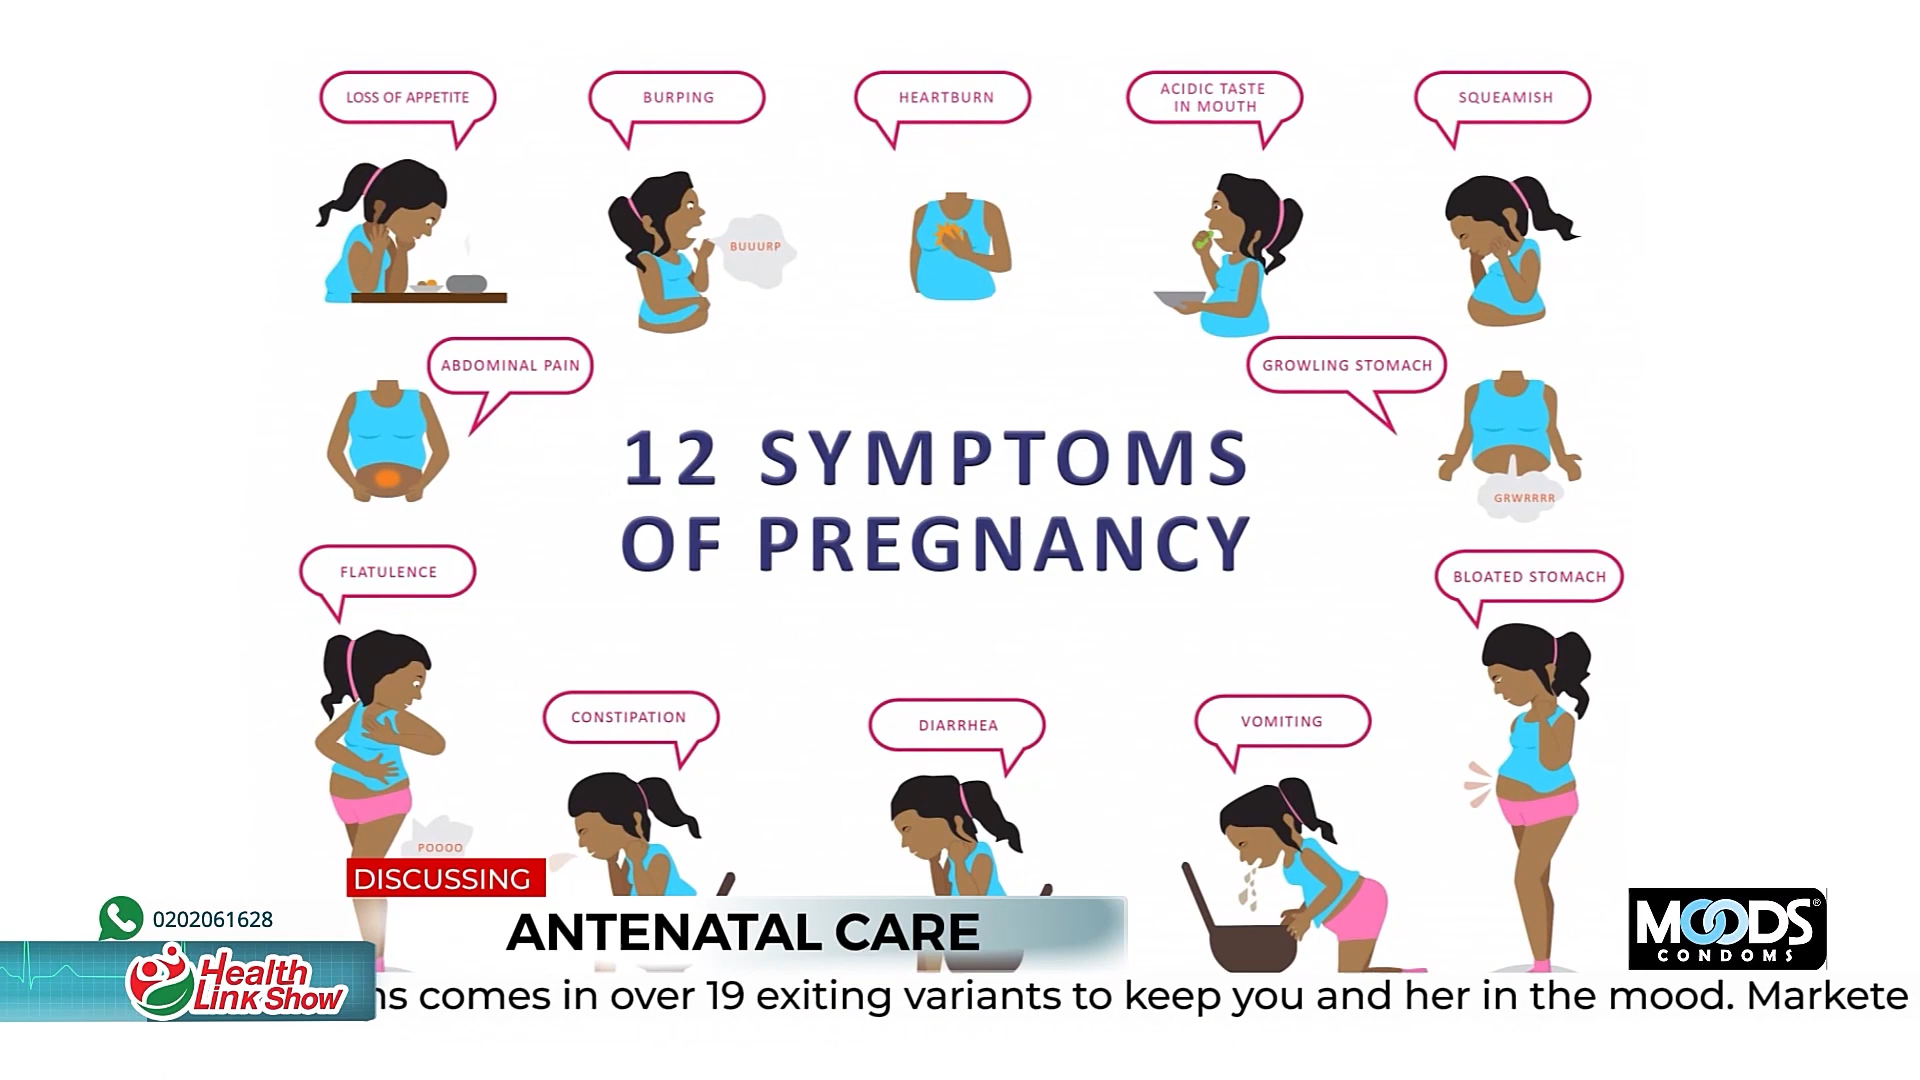 LOSS OF APPETITE
BURPING
HEARTBURN
ACIDIC TASTE
IN MOUTH
SQUEAMISH
BUUURP
ABDOMINAL PAIN
GROWLING STOMACH
12 SYMPTOMS
OF PREGNANCY
GRWRRRR
FLATULENCE
BLOATED STOMACH
CONSTIPATION
DIARRHEA
VOMITING
POOOO
DISCUSSING
0202061628
ANTENATAL CARE
MOODS®
CONDOMS
Health
Link Show
ns comes in over 19 exiting variants to keep you and her in the mood. Markete